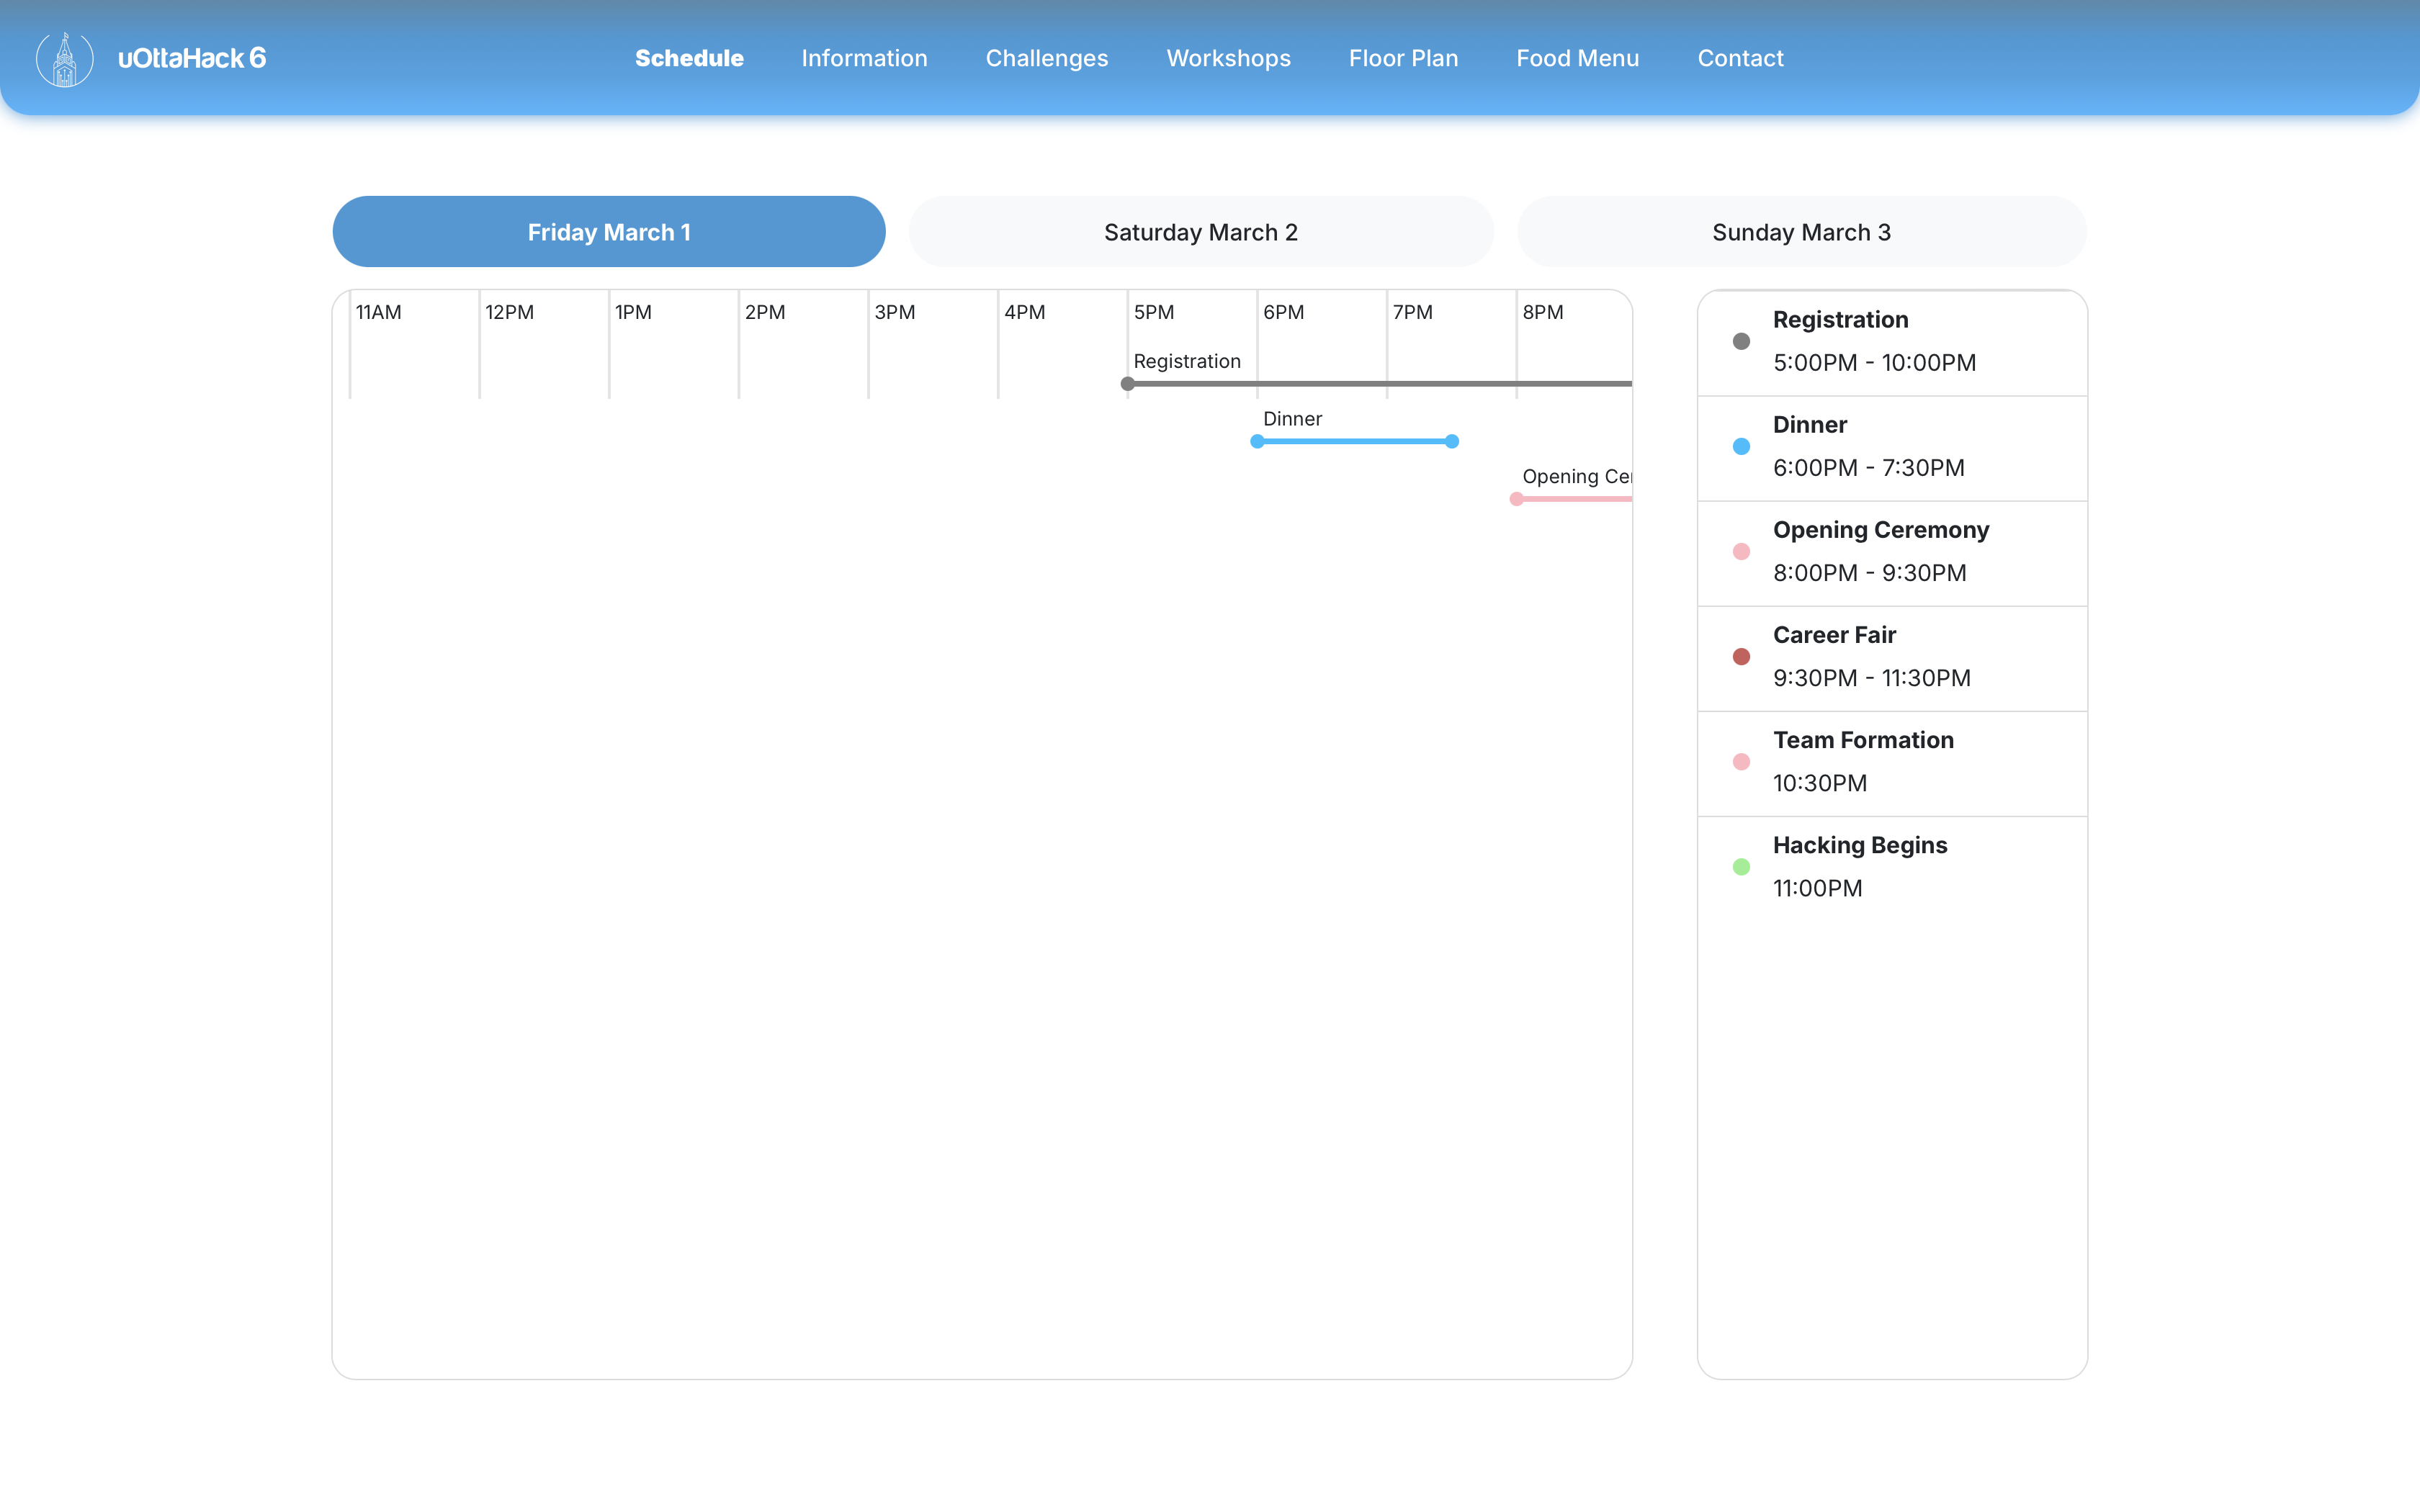 uOttaHack 6
Schedule Information Challenges Workshops Floor Plan Food Menu Contact
Friday March 1 Saturday March 2 Sunday March 3
11AM 12PM 1PM 2PM 3PM 4PM 5PM 6PM 7PM 8PM
Registration
Dinner
Opening Cer
Registration
5:00PM - 10:00PM
Dinner
6:00PM - 7:30PM
Opening Ceremony
8:00PM - 9:30PM
Career Fair
9:30PM - 11:30PM
Team Formation
10:30PM
Hacking Begins
11:00PM